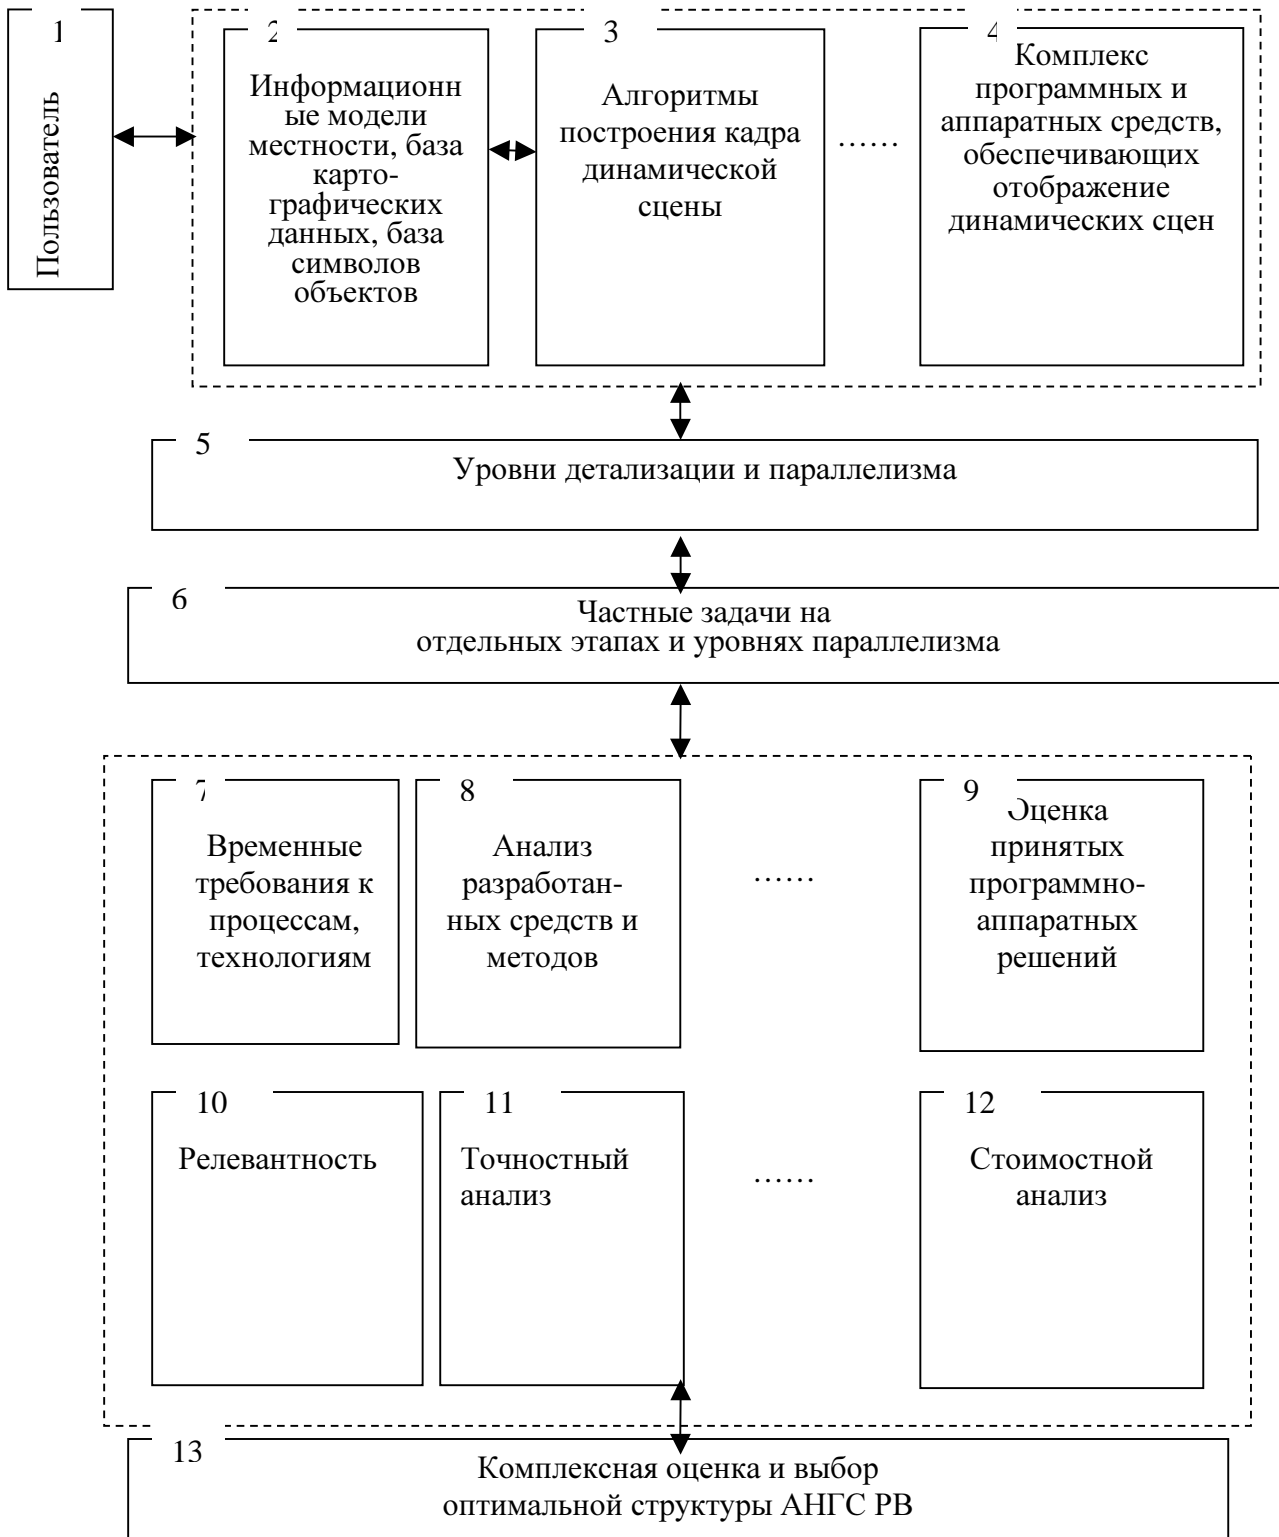 1
Пользователь
2
Информационн
ые модели
местности, база
карто-
графических
данных, база
символов
объектов
3
Алгоритмы
построения кадра
динамической
сцены
……
4
Комплекс
программных и
аппаратных средств,
обеспечивающих
отображение
динамических сцен
5
Уровни детализации и параллелизма
6
Частные задачи на
отдельных этапах и уровнях параллелизма
7
Временные
требования к
процессам,
технологиям
8
Анализ
разработан-
ных средств и
методов
……
9
Оценка
принятых
программно-
аппаратных
решений
10
Релевантность
11
Точностный
анализ
……
12
Стоимостной
анализ
13
Комплексная оценка и выбор
оптимальной структуры АНГС РВ